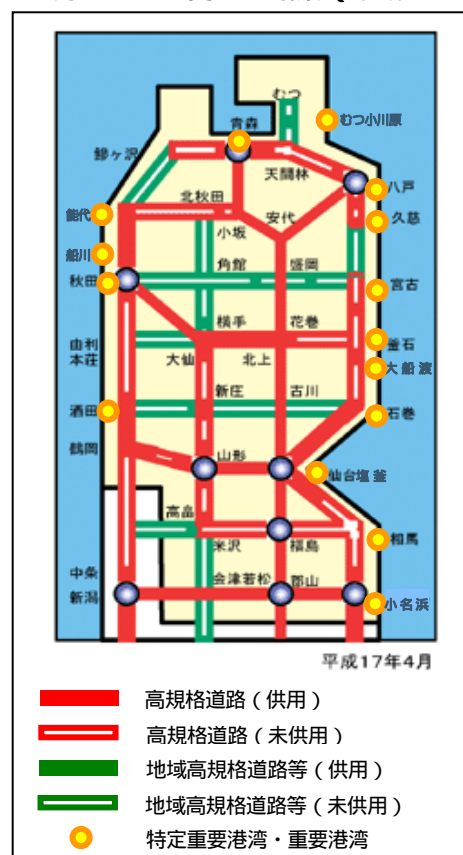 むつ
青森
むつ小川原
鰺ヶ沢
天間林
八戸
北秋田
能代
安代
久慈
小坂
船川
角館
盛岡
秋田
宮古
横手
花巻
由利
本荘
釜石
大仙
北上
大船渡
新庄
古川
酒田
石巻
鶴岡
山形
仙台塩釜
高畠
米沢
福島
相馬
中条
会津若松
郡山
新潟
小名浜
平成17年4月
高規格道路(供用)
高規格道路(未供用)
地域高規格道路等(供用)
地域高規格道路等(未供用)
特定重要港湾・重要港湾